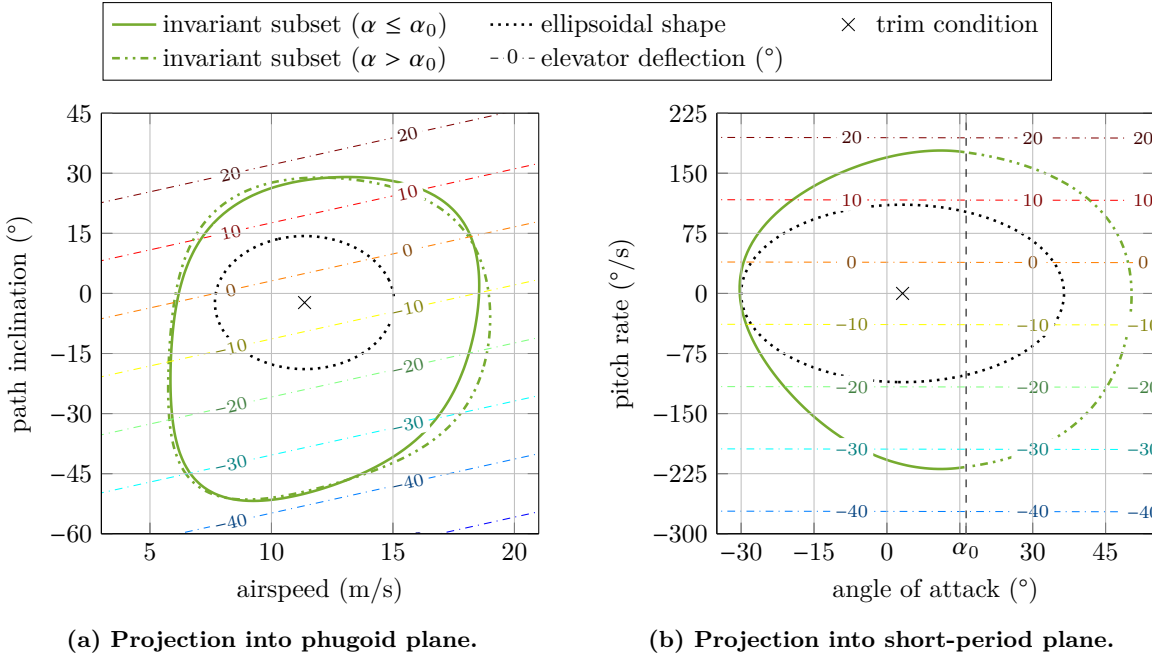 invariant subset (α ≤ α0) ellipsoidal shape × trim condition
invariant subset (α > α0) 0 elevator deflection (°)
path inclination (°)
45
30
15
0
−15
−30
−45
−60
5 10 15 20
airspeed (m/s)
20 20
10 10
0 0
−10 −10
−20 −20
−30 −30
−40 −40
(a) Projection into phugoid plane.
pitch rate (°/s)
225
150
75
0
−75
−150
−225
−300
−30 −15 0 α0 30 45
angle of attack (°)
20 20 20
10 10 10
0 0 0
−10 −10 −10
−20 −20 −20
−30 −30 −30
−40 −40 −40
(b) Projection into short-period plane.